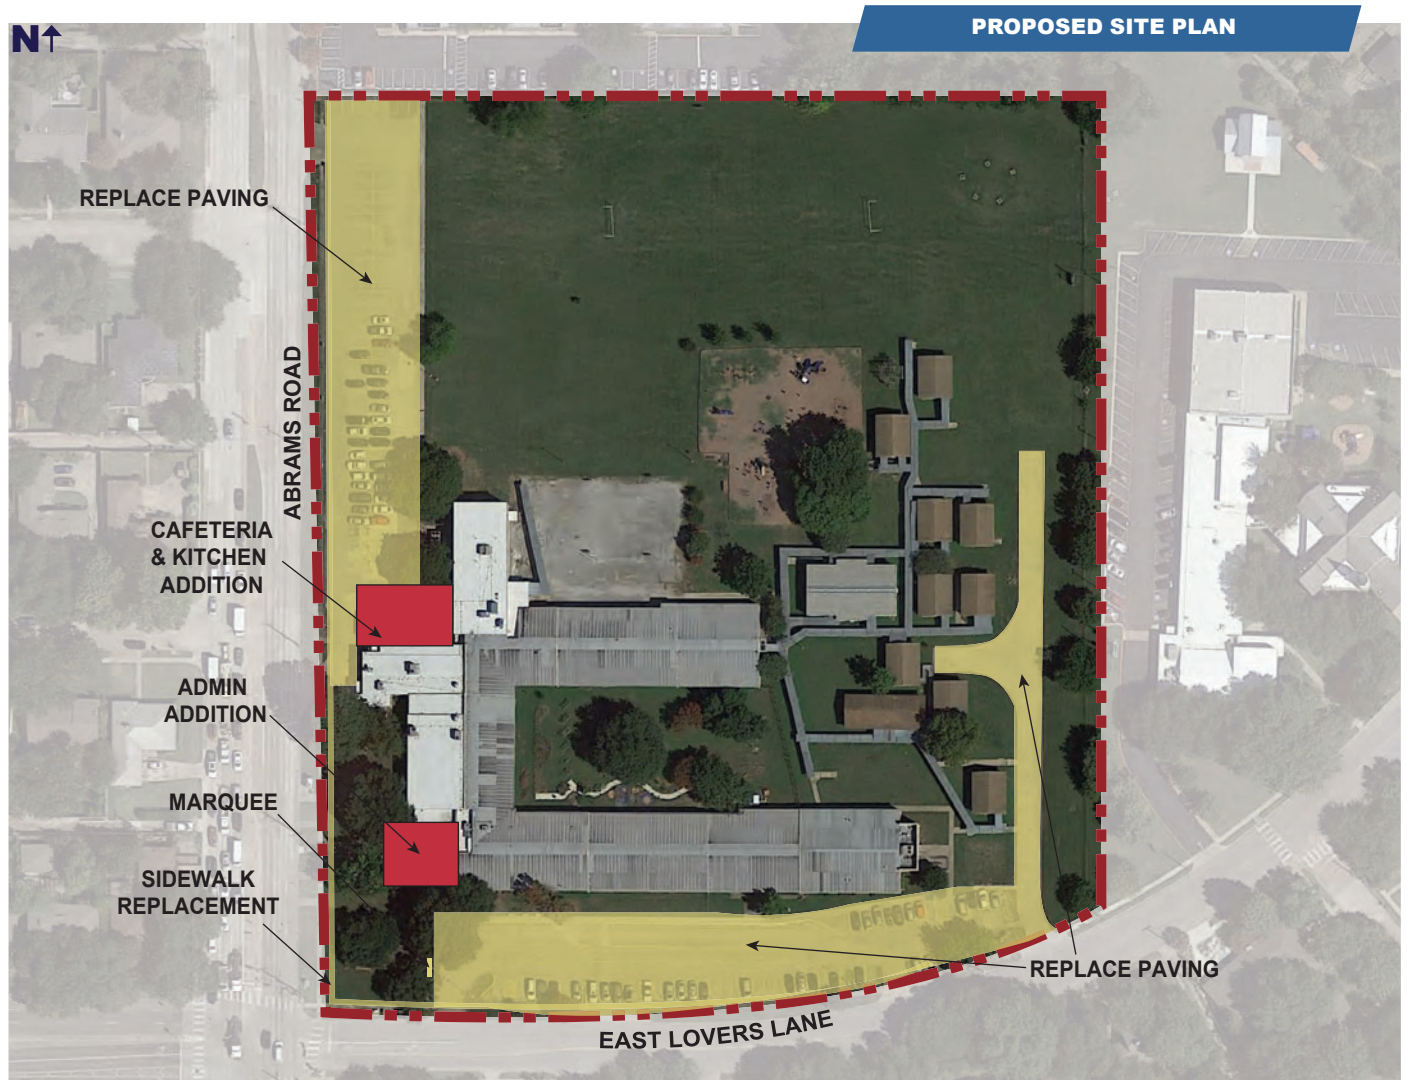 PROPOSED SITE PLAN
N
REPLACE PAVING
ABRAMS ROAD
CAFETERIA
& KITCHEN
ADDITION
ADMIN
ADDITION
MARQUEE
SIDEWALK
REPLACEMENT
REPLACE PAVING
EAST LOVERS LANE